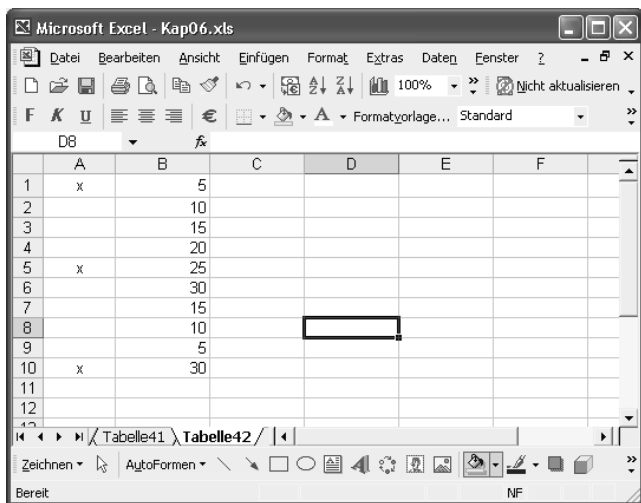 Microsoft Excel - Kap06.xls
Datei Bearbeiten Ansicht Einfügen Format Extras Daten Fenster ?
100% Nicht aktualisieren
F K U € A Formatvorlage... Standard
D8 fx
A B C D E F
1 x 5
2 10
3 15
4 20
5 x 25
6 30
7 15
8 10
9 5
10 x 30
11
12
Tabelle41 Tabelle42
Zeichnen AutoFormen
Bereit NF